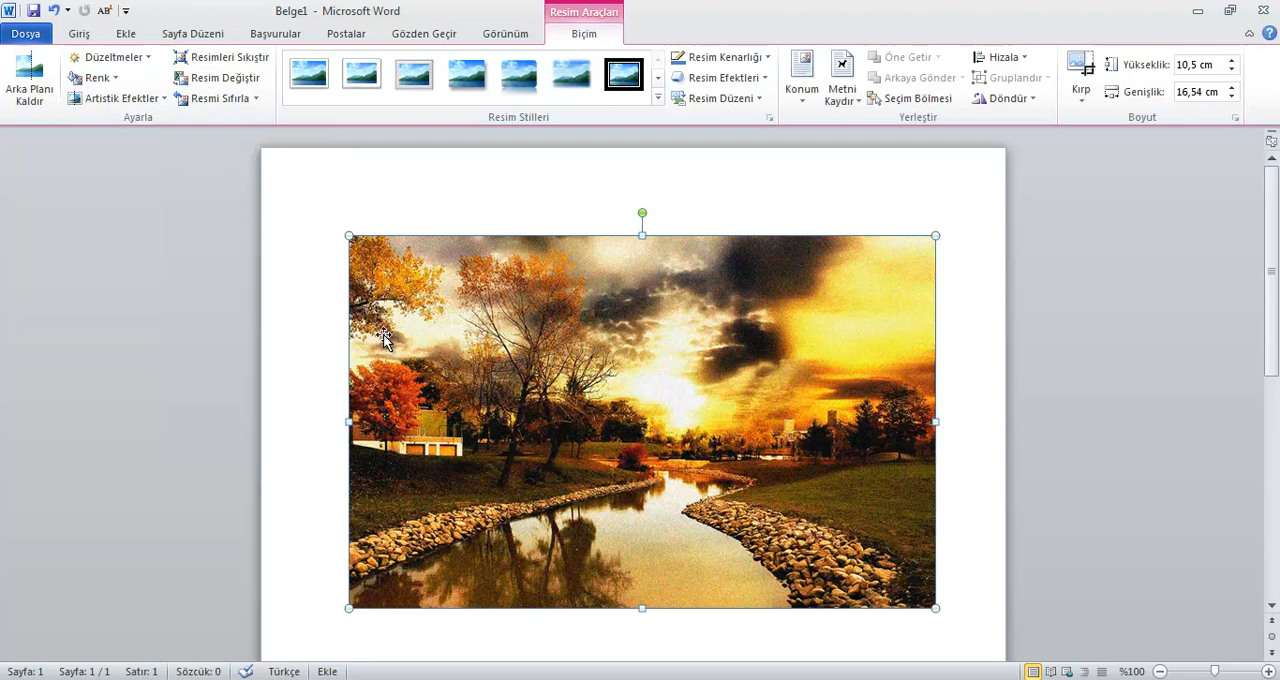 Belge1 - Microsoft Word
Resim Araçları
Dosya Giriş Ekle Sayfa Düzeni Başvurular Postalar Gözden Geçir Görünüm Biçim
Arka Planı Kaldır
Düzeltmeler
Renk
Artistik Efektler
Resimleri Sıkıştır
Resim Değiştir
Resmi Sıfırla
Ayarla
Resim Stilleri
Resim Kenarlığı
Resim Efektleri
Resim Düzeni
Konum
Metni Kaydır
Öne Getir
Arkaya Gönder
Seçim Bölmesi
Hizala
Gruplandır
Döndür
Yerleştir
Kırp
Yükseklik: 10,5 cm
Genişlik: 16,54 cm
Boyut
Sayfa: 1 Sayfa: 1 / 1 Satır: 1 Sözcük: 0 Türkçe Ekle %100